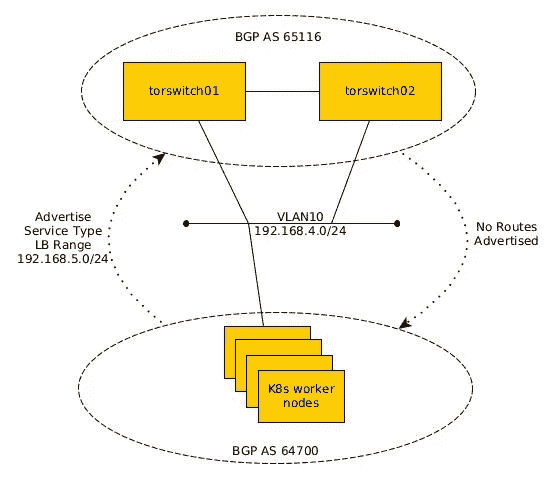 BGP AS 65116
torswitch01
torswitch02
VLAN10
192.168.4.0/24
Advertise
Service Type
LB Range
192.168.5.0/24
No Routes
Advertised
K8s worker
nodes
BGP AS 64700